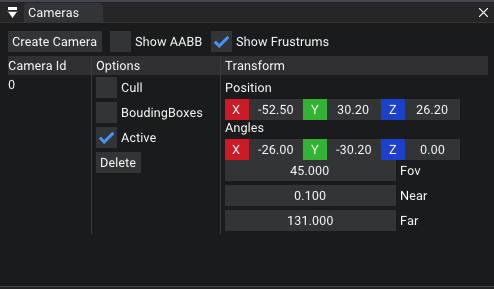 Cameras
Create Camera Show AABB Show Frustrums
Camera Id Options Transform
0 Cull Position
BoudingBoxes X -52.50 Y 30.20 Z 26.20
Active Angles
X -26.00 Y -30.20 Z 0.00
Delete 45.000 Fov
0.100 Near
131.000 Far